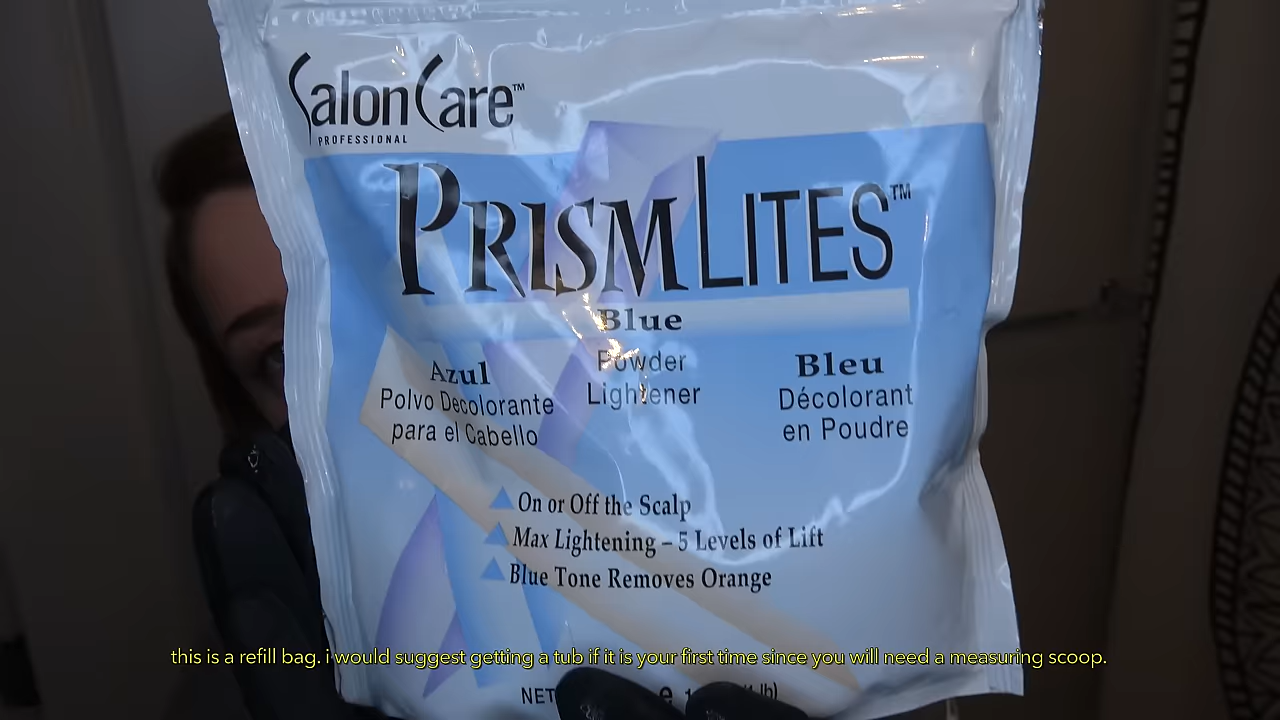 SalonCare™
PROFESSIONAL
PRISMLITES™
Blue
Powder
Lightener
Azul
Polvo Decolorante
para el Cabello
Bleu
Décolorant
en Poudre
On or Off the Scalp
Max Lightening – 5 Levels of Lift
Blue Tone Removes Orange
NET
this is a refill bag. i would suggest getting a tub if it is your first time since you will need a measuring scoop.